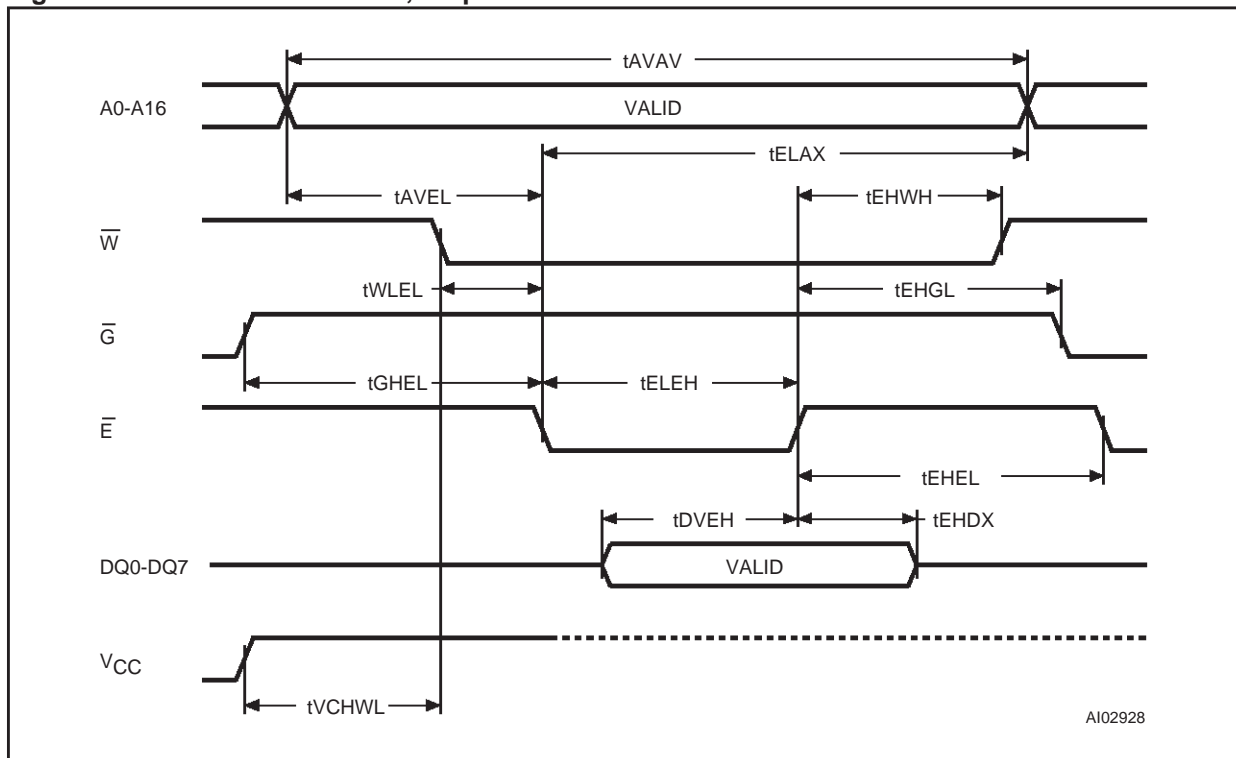 tAVAV
A0-A16
VALID
tELAX
tAVEL
tEHWH
W
tWLEL
tEHGL
G
tGHEL
tELEH
E
tEHEL
tDVEH
tEHDX
DQ0-DQ7
VALID
VCC
tVCHWL
AI02928